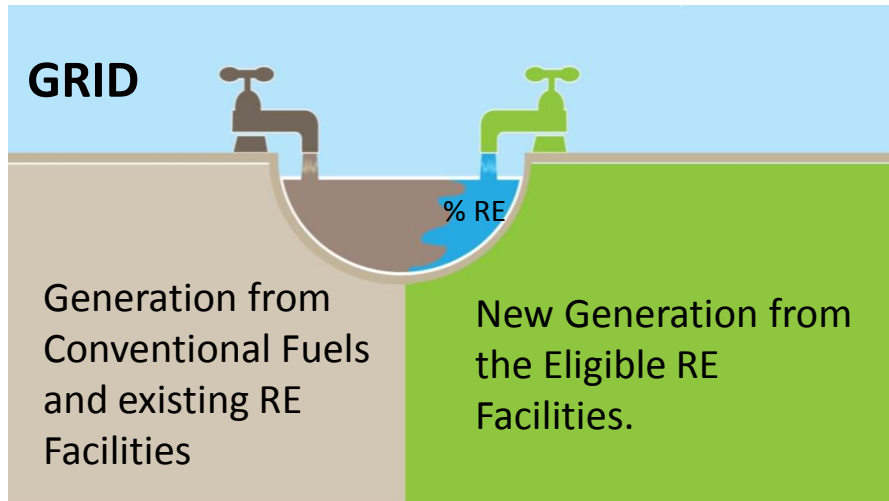 GRID
% RE
Generation from
Conventional Fuels
and existing RE
Facilities
New Generation from
the Eligible RE
Facilities.